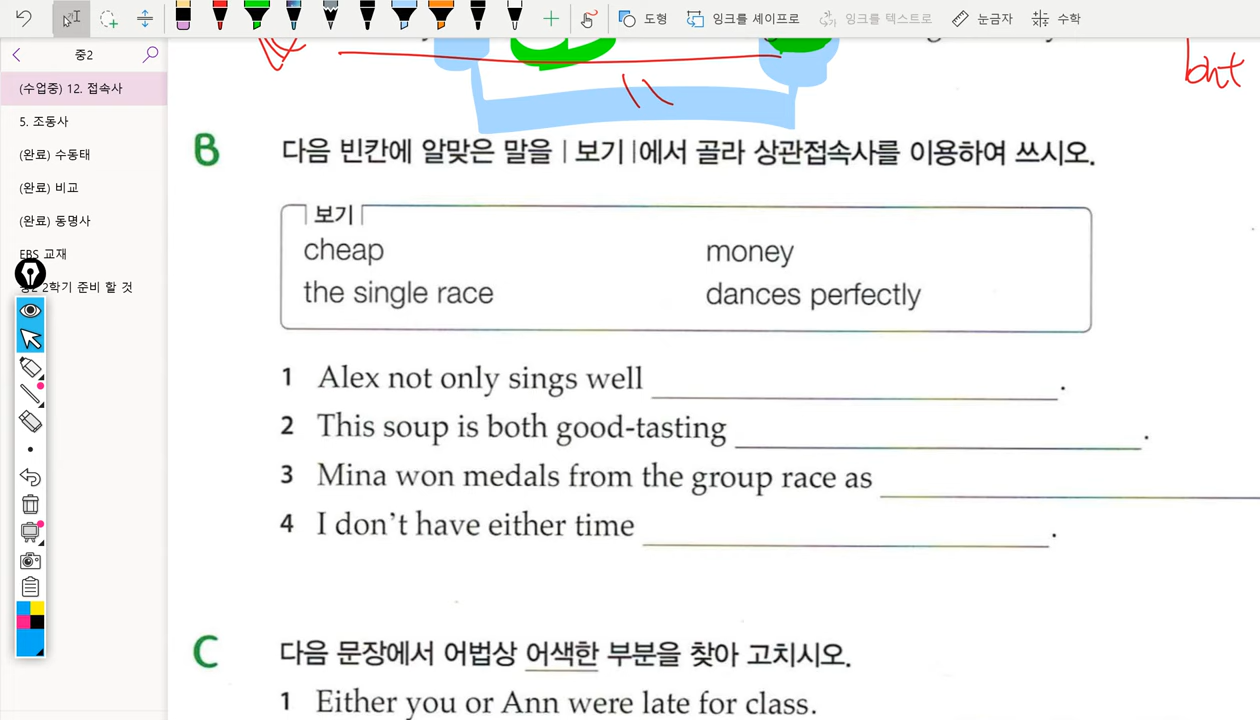 도형
잉크를 셰이프로
잉크를 텍스트로
눈금자
수학
중2
(수업중) 12. 접속사
5. 조동사
(완료) 수동태
(완료) 비교
(완료) 동명사
EBS 교재
2학기 준비 할 것
but
B 다음 빈칸에 알맞은 말을 | 보기 |에서 골라 상관접속사를 이용하여 쓰시오.
보기
cheap money
the single race dances perfectly
1 Alex not only sings well .
2 This soup is both good-tasting .
3 Mina won medals from the group race as
4 I don't have either time .
C 다음 문장에서 어법상 어색한 부분을 찾아 고치시오.
1 Either you or Ann were late for class.